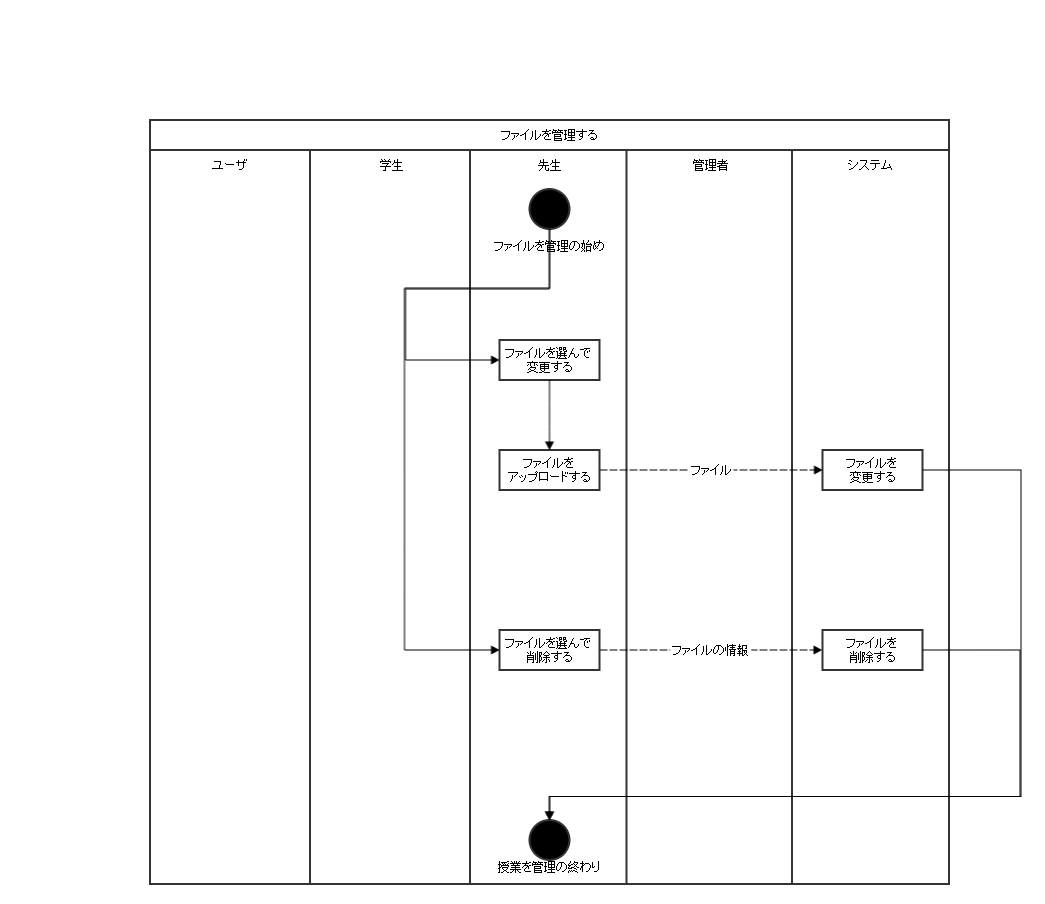 ファイルを管理する
ユーザ
学生
先生
管理者
システム
ファイルを管理の始め
ファイルを選んで
変更する
ファイルを
アップロードする
ファイル
ファイルを
変更する
ファイルを選んで
削除する
ファイルの情報
ファイルを
削除する
授業を管理の終わり